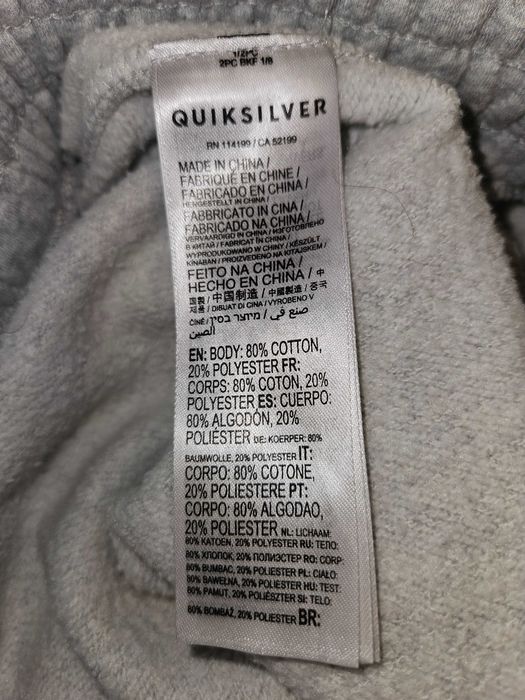 1/2PC
2PC BKF 1/8
QUIKSILVER
RN 114199 / CA 52199
MADE IN CHINA /
FABRIQUÉ EN CHINE /
FABRICADO EN CHINA /
HERGESTELLT IN CHINA /
FABBRICATO IN CINA /
FABRICADO NA CHINA /
VERVAARDIGD IN CHINA / ИЗГОТОВЛЕНО
В КИТАЙ / FABRICAT ÎN CHINA /
WYPRODUKOWANO W CHINY / KÉSZÜLT
KÍNÁBAN / PROIZVEDENO NA KITAJSKEM /
FEITO NA CHINA /
HECHO EN CHINA / 中
国製 / 中国制造 / 中國製造 / 중국
제품 / DIBUAT DI CINA / VYROBENO V
ČÍNĚ / מיוצר בסין / صنع في
الصين
EN: BODY: 80% COTTON,
20% POLYESTER FR:
CORPS: 80% COTON, 20%
POLYESTER ES: CUERPO:
80% ALGODÓN, 20%
POLIÉSTER DE: KOERPER: 80%
BAUMWOLLE, 20% POLYESTER IT:
CORPO: 80% COTONE,
20% POLIESTERE PT:
CORPO: 80% ALGODAO,
20% POLIESTER NL: LICHAAM:
80% KATOEN, 20% POLYESTER RU: ТЕЛО:
80% ХЛОПОК, 20% ПОЛИЭСТЕР RO: CORP:
80% BUMBAC, 20% POLIESTER PL: CIAŁO:
80% BAWEŁNA, 20% POLIESTER HU: TEST:
80% PAMUT, 20% POLIÉSZTER SI: TELO:
80% BOMBAŽ, 20% POLIESTER BR: